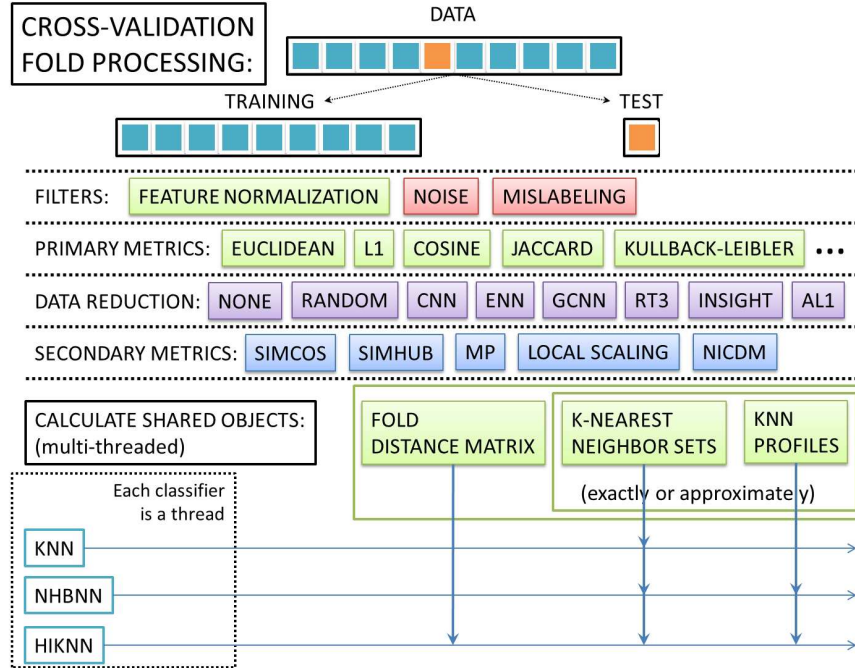 CROSS-VALIDATION
FOLD PROCESSING:
DATA
TRAINING
TEST
FILTERS: FEATURE NORMALIZATION NOISE MISLABELING
PRIMARY METRICS: EUCLIDEAN L1 COSINE JACCARD KULLBACK-LEIBLER ...
DATA REDUCTION: NONE RANDOM CNN ENN GCNN RT3 INSIGHT AL1
SECONDARY METRICS: SIMCOS SIMHUB MP LOCAL SCALING NICDM
CALCULATE SHARED OBJECTS:
(multi-threaded)
FOLD
DISTANCE MATRIX
K-NEAREST
NEIGHBOR SETS
KNN
PROFILES
(exactly or approximately)
Each classifier
is a thread
KNN
NHBNN
HIKNN